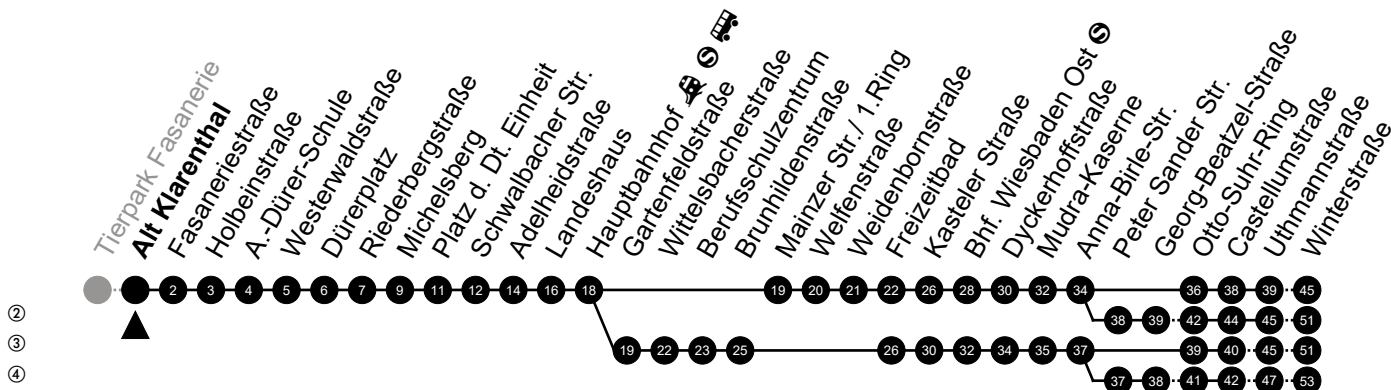 Tierpark Fasanerie
Alt Klarenthal
Fasaneriestraße
Holbeinstraße
A.-Dürer-Schule
Westerwaldstraße
Dürerplatz
Riederbergstraße
Michelsberg
Platz d. Dt. Einheit
Schwalbacher Str.
Adelheidstraße
Landeshaus
Hauptbahnhof S
Gartenfeldstraße
Wittelsbacherstraße
Berufsschulzentrum
Brunhildenstraße
Mainzer Str./ 1.Ring
Welfenstraße
Weidenbornstraße
Freizeitbad
Kasteler Straße
Bhf. Wiesbaden Ost S
Dyckerhoffstraße
Mudra-Kaserne
Anna-Birle-Str.
Peter Sander Str.
Georg-Beatzel-Straße
Otto-Suhr-Ring
Castellumstraße
Uthmannstraße
Winterstraße
2 3 4 5 6 7 9 11 12 14 16 18 19 20 21 22 26 28 30 32 34 36 38 39 45
② 38 39 42 44 45 51
③ 19 22 23 25 26 30 32 34 35 37 39 40 45 51
④ 37 38 41 42 47 53